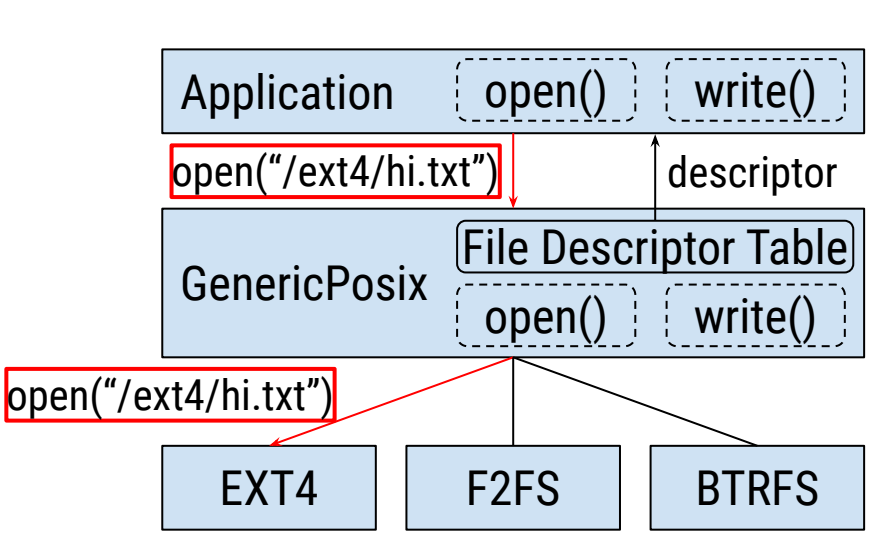 Application open() write()
open(“/ext4/hi.txt”) descriptor
File Descriptor Table
GenericPosix
open() write()
open(“/ext4/hi.txt”)
EXT4 F2FS BTRFS